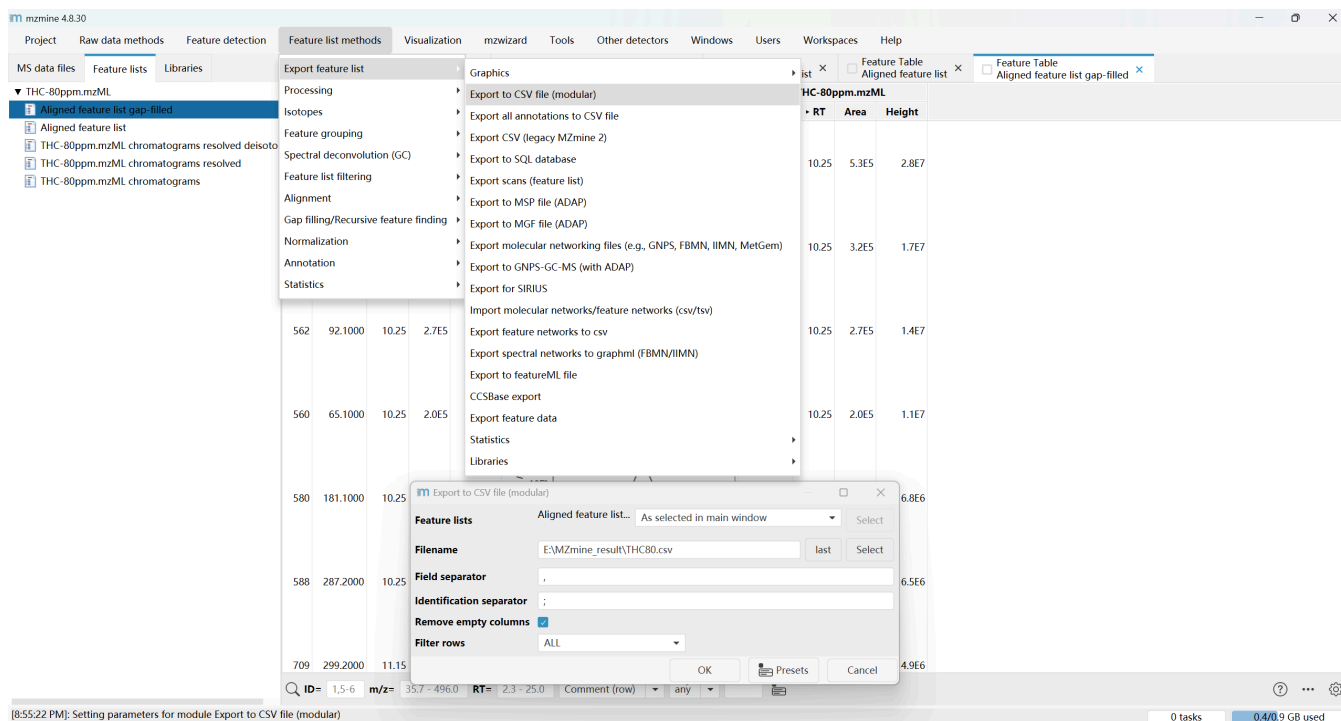 mzmine 4.8.30
Project Raw data methods Feature detection Feature list methods Visualization mzwizard Tools Other detectors Windows Users Workspaces Help
MS data files Feature lists Libraries
THC-80ppm.mzML
Aligned feature list gap-filled
Aligned feature list
THC-80ppm.mzML chromatograms resolved deisoto
THC-80ppm.mzML chromatograms resolved
THC-80ppm.mzML chromatograms
Export feature list
Processing
Isotopes
Feature grouping
Spectral deconvolution (GC)
Feature list filtering
Alignment
Gap filling/Recursive feature finding
Normalization
Annotation
Statistics
Graphics
Export to CSV file (modular)
Export all annotations to CSV file
Export CSV (legacy MZmine 2)
Export to SQL database
Export scans (feature list)
Export to MSP file (ADAP)
Export to MGF file (ADAP)
Export molecular networking files (e.g., GNPS, FBMN, IIMN, MetGem)
Export to GNPS-GC-MS (with ADAP)
Export for SIRIUS
Import molecular networks/feature networks (csv/tsv)
Export feature networks to csv
Export spectral networks to graphml (FBMN/IIMN)
Export to featureML file
CCSBase export
Export feature data
Statistics
Libraries
ist
Feature Table
Aligned feature list
Feature Table
Aligned feature list gap-filled
HC-80ppm.mzML
RT Area Height
10.25 5.3E5 2.8E7
10.25 3.2E5 1.7E7
562 92.1000 10.25 2.7E5 10.25 2.7E5 1.4E7
560 65.1000 10.25 2.0E5 10.25 2.0E5 1.1E7
580 181.1000 10.25 6.8E6
588 287.2000 10.25 6.5E6
709 299.2000 11.15 4.9E6
Export to CSV file (modular)
Feature lists Aligned feature list... As selected in main window Select
Filename E:\MZmine_result\THC80.csv last Select
Field separator ,
Identification separator ;
Remove empty columns
Filter rows ALL
OK Presets Cancel
ID= 1,5-6 m/z= 35.7 - 496.0 RT= 2.3 - 25.0 Comment (row) any
[8:55:22 PM]: Setting parameters for module Export to CSV file (modular)
0 tasks 0.4/0.9 GB used